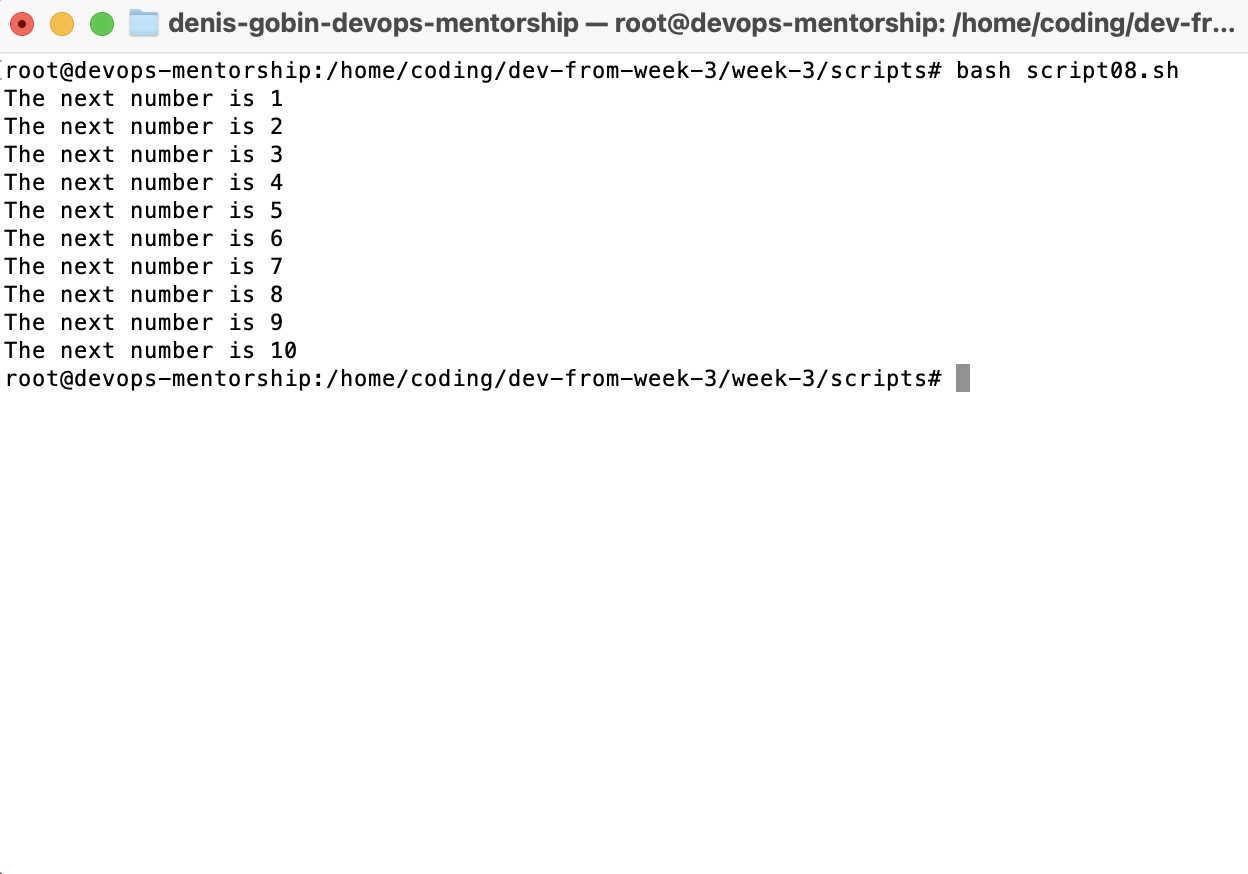 denis-gobin-devops-mentorship — root@devops-mentorship: /home/coding/dev-fr...
root@devops-mentorship:/home/coding/dev-from-week-3/week-3/scripts# bash script08.sh
The next number is 1
The next number is 2
The next number is 3
The next number is 4
The next number is 5
The next number is 6
The next number is 7
The next number is 8
The next number is 9
The next number is 10
root@devops-mentorship:/home/coding/dev-from-week-3/week-3/scripts#